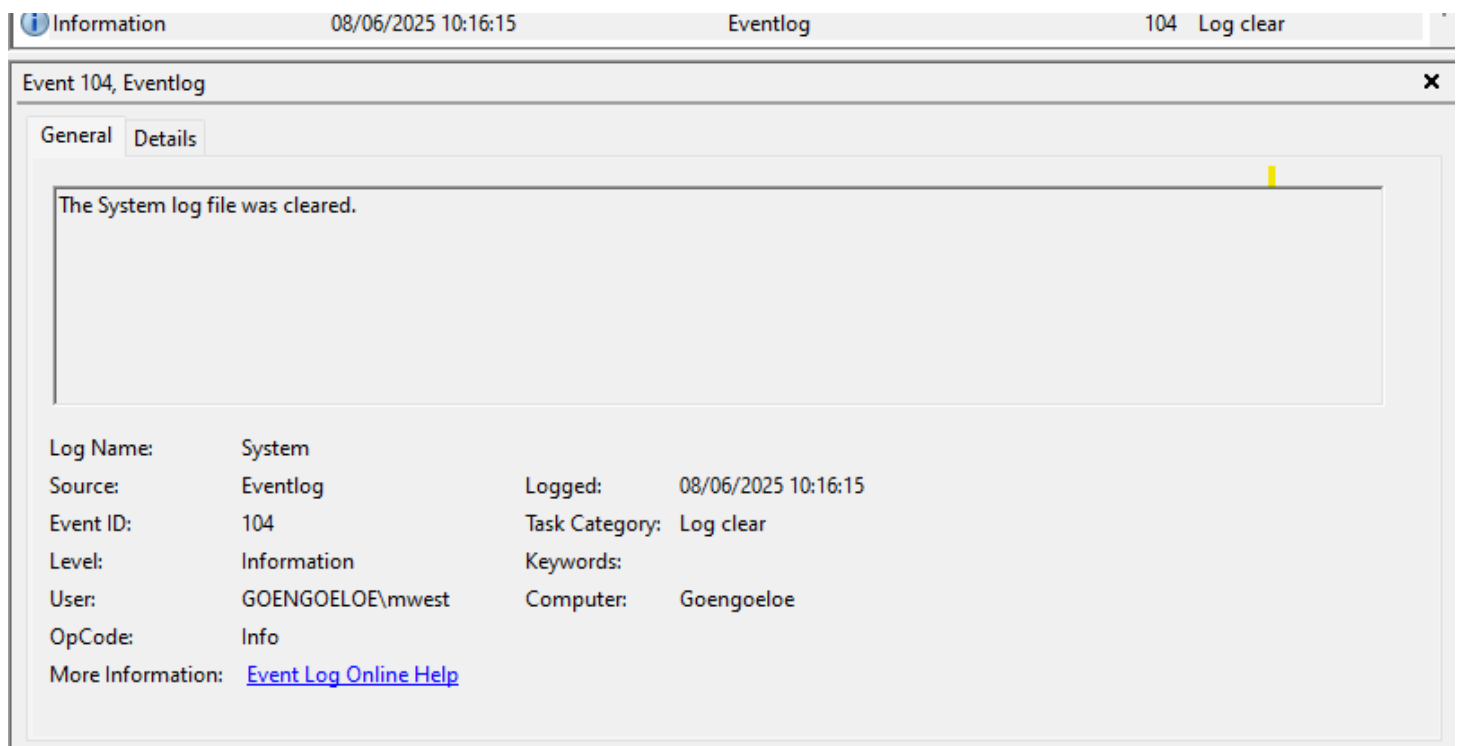 Information 08/06/2025 10:16:15 Eventlog 104 Log clear
Event 104, Eventlog
General Details
The System log file was cleared.
Log Name: System
Source: Eventlog Logged: 08/06/2025 10:16:15
Event ID: 104 Task Category: Log clear
Level: Information Keywords:
User: GOENGOELOE\mwest Computer: Goengoeloe
OpCode: Info
More Information: Event Log Online Help